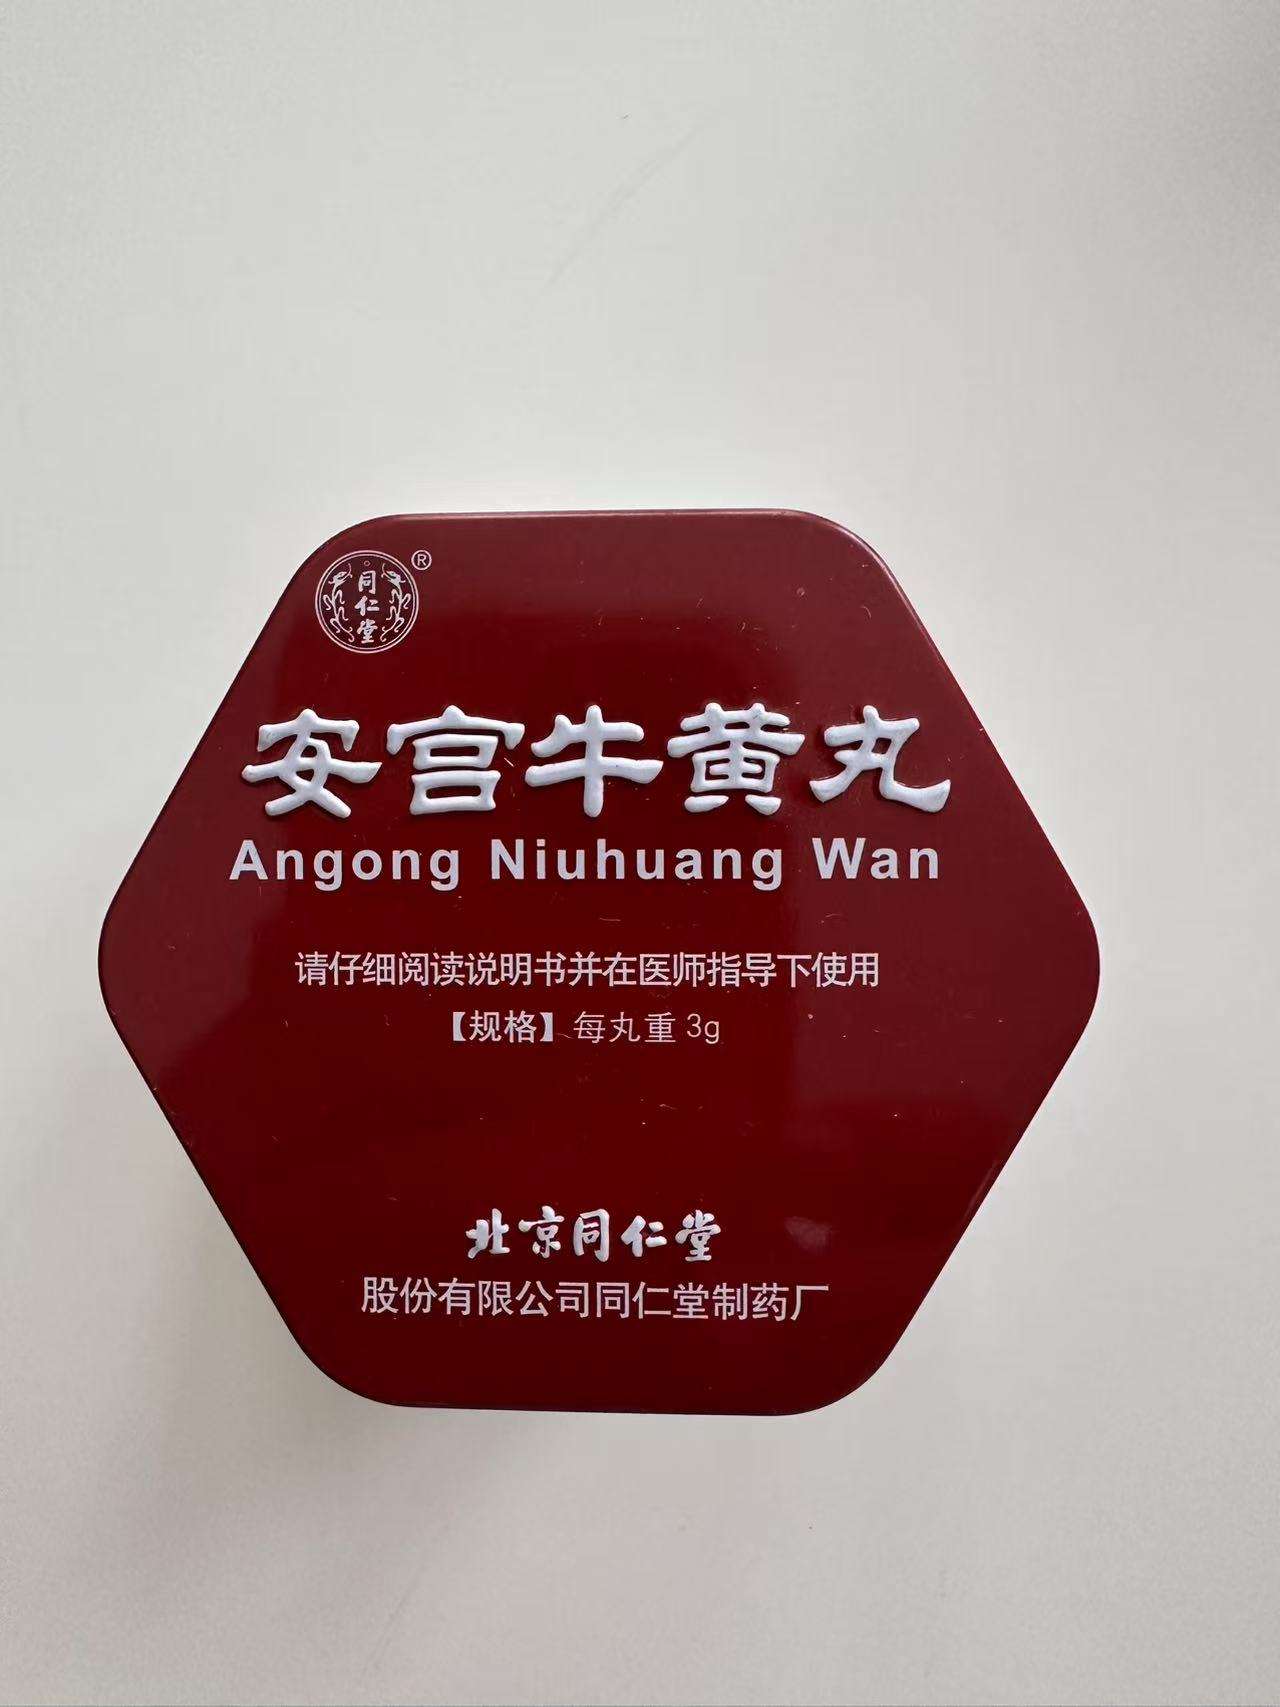 同仁堂®
安宫牛黄丸
Angong Niuhuang Wan
请仔细阅读说明书并在医师指导下使用
【规格】每丸重 3g
北京同仁堂
股份有限公司同仁堂制药厂